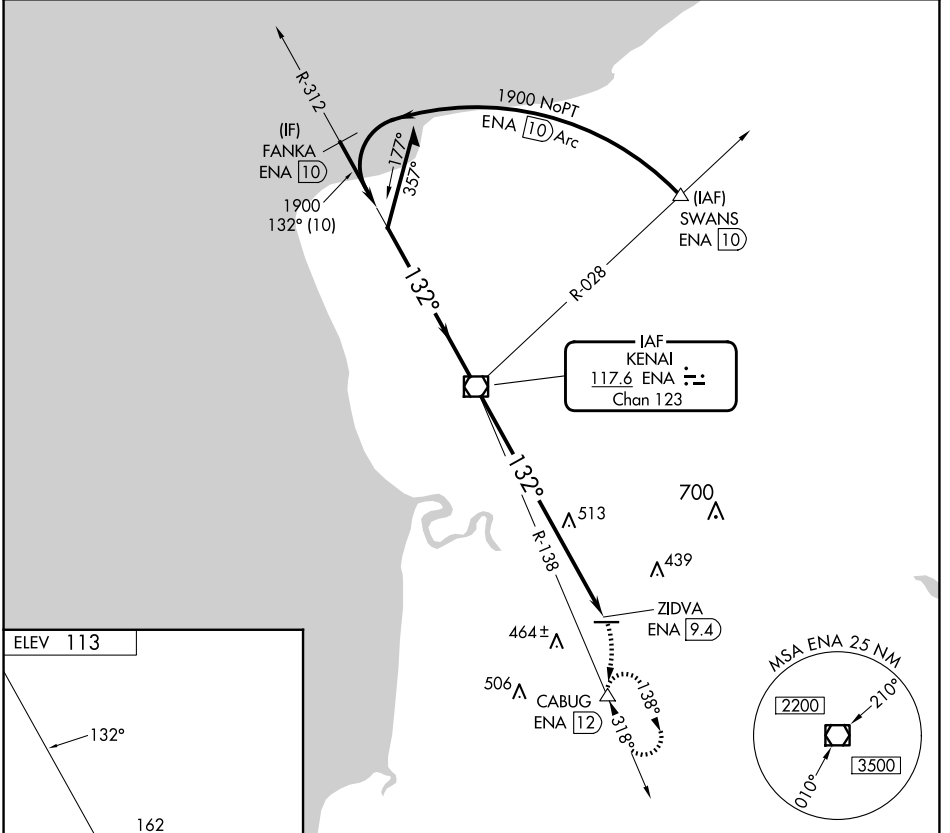 R-312
1900 NoPT
ENA 10 Arc
(IF)
FANKA
ENA 10
177°
357°
1900
132° (10)
(IAF)
SWANS
ENA 10
R-028
132°
IAF
KENAI
117.6 ENA
Chan 123
132°
R-138
513
700
439
ZIDVA
ENA 9.4
464±
506
CABUG
ENA 12
138°
318°
ELEV 113
132°
162
MSA ENA 25 NM
2200
210°
3500
010°